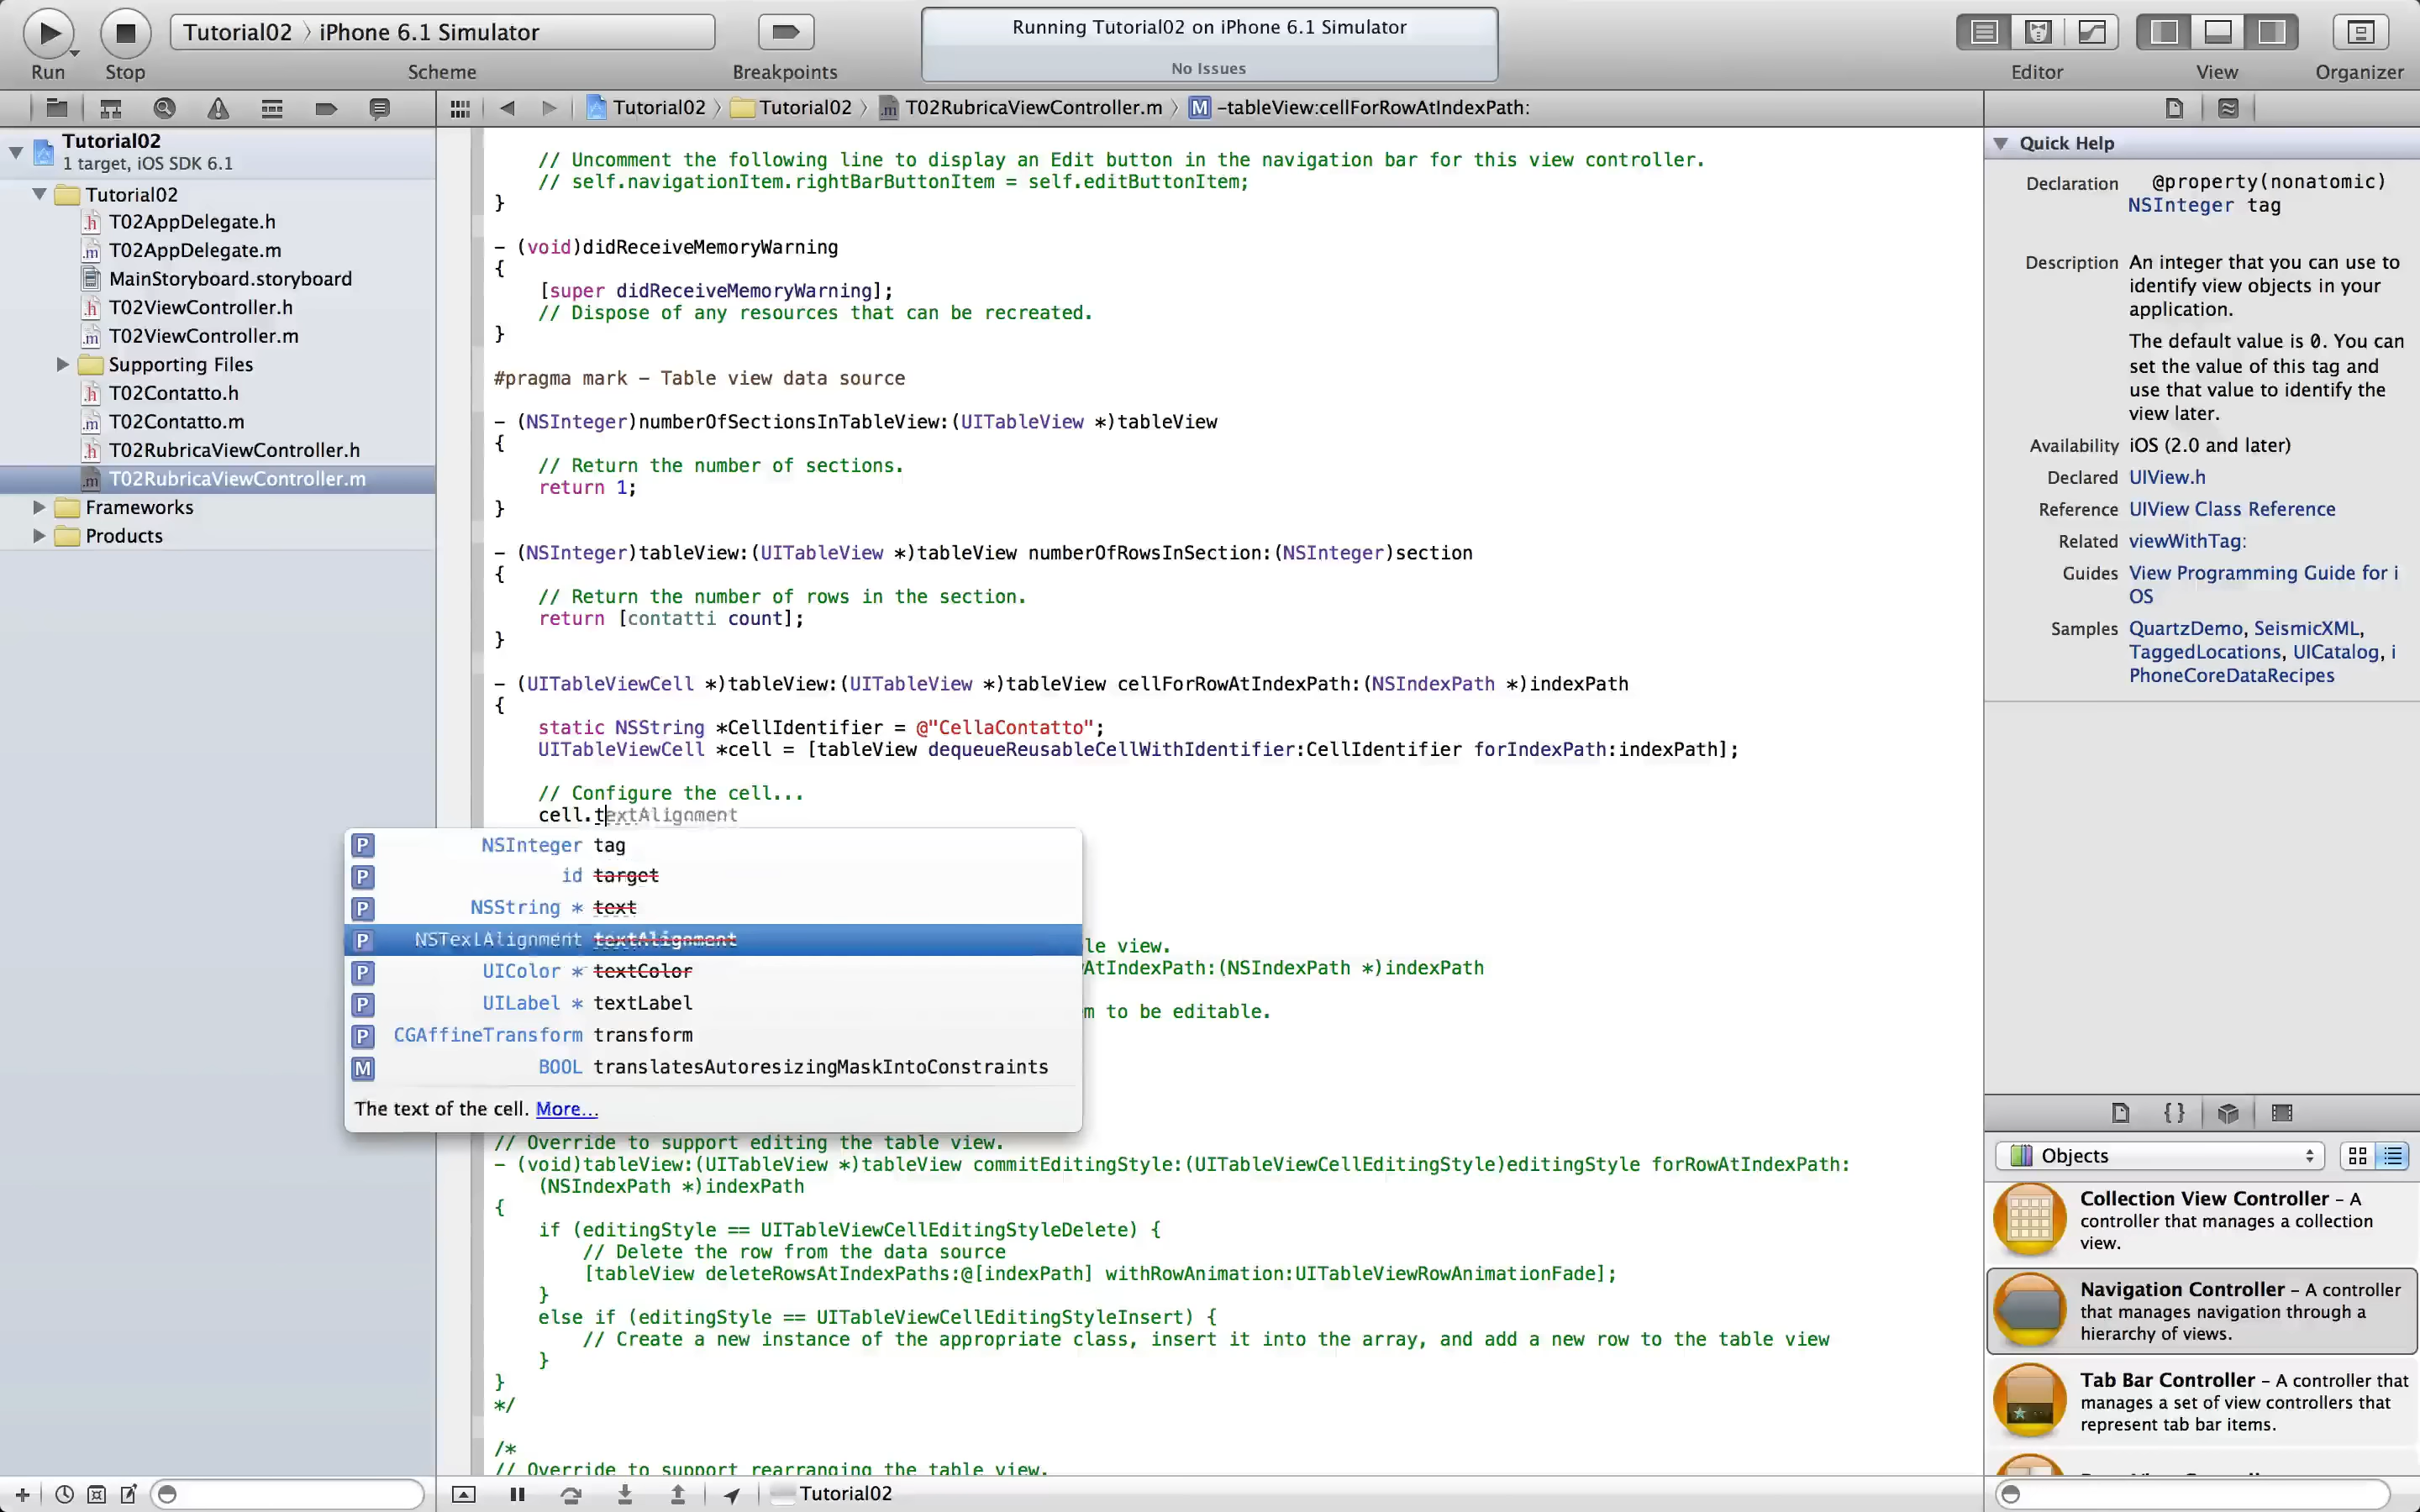 Tutorial02 〉 iPhone 6.1 Simulator
Running Tutorial02 on iPhone 6.1 Simulator
No Issues
Run
Stop
Scheme
Breakpoints
Editor
View
Organizer
Tutorial02 〉 Tutorial02 〉 T02RubricaViewController.m 〉 M -tableView:cellForRowAtIndexPath:
Tutorial02
1 target, iOS SDK 6.1
Tutorial02
T02AppDelegate.h
T02AppDelegate.m
MainStoryboard.storyboard
T02ViewController.h
T02ViewController.m
Supporting Files
T02Contatto.h
T02Contatto.m
T02RubricaViewController.h
T02RubricaViewController.m
Frameworks
Products
// Uncomment the following line to display an Edit button in the navigation bar for this view controller.
// self.navigationItem.rightBarButtonItem = self.editButtonItem;
}
- (void)didReceiveMemoryWarning
{
[super didReceiveMemoryWarning];
// Dispose of any resources that can be recreated.
}
#pragma mark - Table view data source
- (NSInteger)numberOfSectionsInTableView:(UITableView *)tableView
{
// Return the number of sections.
return 1;
}
- (NSInteger)tableView:(UITableView *)tableView numberOfRowsInSection:(NSInteger)section
{
// Return the number of rows in the section.
return [contatti count];
}
- (UITableViewCell *)tableView:(UITableView *)tableView cellForRowAtIndexPath:(NSIndexPath *)indexPath
{
static NSString *CellIdentifier = @"CellaContatto";
UITableViewCell *cell = [tableView dequeueReusableCellWithIdentifier:CellIdentifier forIndexPath:indexPath];
// Configure the cell...
cell.textAlignment
P NSInteger tag
P id target
P NSString * text
P NSTextAlignment textAlignment
P UIColor * textColor
P UILabel * textLabel
P CGAffineTransform transform
M BOOL translatesAutoresizingMaskIntoConstraints
The text of the cell. More...
le view.
AtIndexPath:(NSIndexPath *)indexPath
m to be editable.
// Override to support editing the table view.
- (void)tableView:(UITableView *)tableView commitEditingStyle:(UITableViewCellEditingStyle)editingStyle forRowAtIndexPath:
(NSIndexPath *)indexPath
{
if (editingStyle == UITableViewCellEditingStyleDelete) {
// Delete the row from the data source
[tableView deleteRowsAtIndexPaths:@[indexPath] withRowAnimation:UITableViewRowAnimationFade];
}
else if (editingStyle == UITableViewCellEditingStyleInsert) {
// Create a new instance of the appropriate class, insert it into the array, and add a new row to the table view
}
}
*/
/*
// Override to support rearranging the table view.
Tutorial02
Quick Help
Declaration @property(nonatomic)
NSInteger tag
Description An integer that you can use to
identify view objects in your
application.
The default value is 0. You can
set the value of this tag and
use that value to identify the
view later.
Availability iOS (2.0 and later)
Declared UIView.h
Reference UIView Class Reference
Related viewWithTag:
Guides View Programming Guide for i
OS
Samples QuartzDemo, SeismicXML,
TaggedLocations, UICatalog, i
PhoneCoreDataRecipes
{ }
Objects
Collection View Controller – A
controller that manages a collection
view.
Navigation Controller – A controller
that manages navigation through a
hierarchy of views.
Tab Bar Controller – A controller that
manages a set of view controllers that
represent tab bar items.